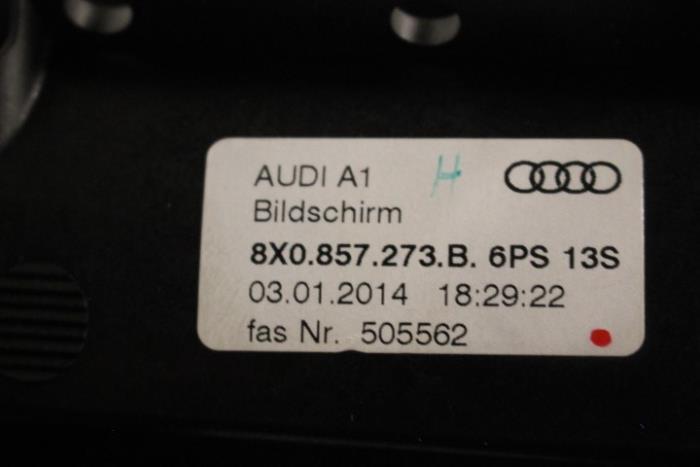 AUDI A1 H
Bildschirm
8X0.857.273.B. 6PS 13S
03.01.2014 18:29:22
fas Nr. 505562